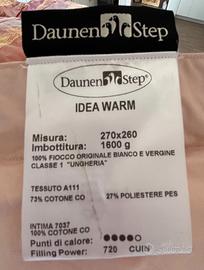 Daunen Step
Daunen Step®
IDEA WARM
Misura: 270x260
Imbottitura: 1600 g
100% FIOCCO ORIGINALE BIANCO E VERGINE
CLASSE 1 "UNGHERIA"
TESSUTO A111
73% COTONE CO 27% POLIESTERE PES
INTIMA 7037
100% COTONE CO
Punti di calore:
Filling Power: 720 CUIN